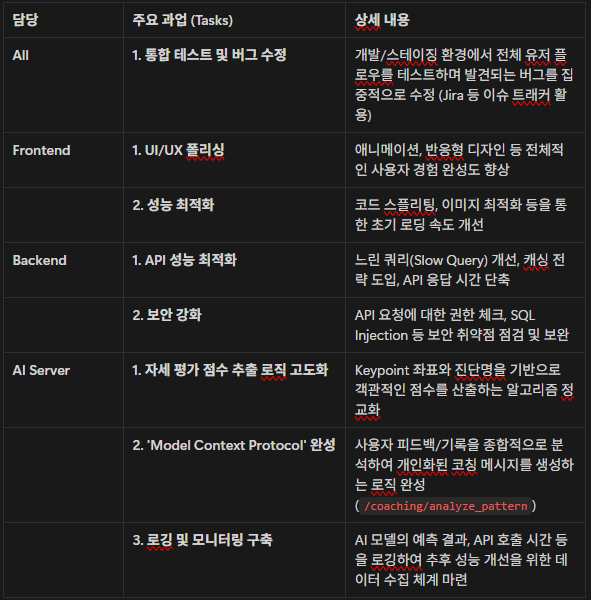 담당 주요 과업 (Tasks) 상세 내용
All 1. 통합 테스트 및 버그 수정 개발/스테이징 환경에서 전체 유저 플
로우를 테스트하며 발견되는 버그를 집
중적으로 수정 (Jira 등 이슈 트래커 활
용)
Frontend 1. UI/UX 폴리싱 애니메이션, 반응형 디자인 등 전체적
인 사용자 경험 완성도 향상
2. 성능 최적화 코드 스플리팅, 이미지 최적화 등을 통
한 초기 로딩 속도 개선
Backend 1. API 성능 최적화 느린 쿼리(Slow Query) 개선, 캐싱 전
략 도입, API 응답 시간 단축
2. 보안 강화 API 요청에 대한 권한 체크, SQL
Injection 등 보안 취약점 점검 및 보완
AI Server 1. 자세 평가 점수 추출 로직 고도화 Keypoint 좌표와 진단명을 기반으로
객관적인 점수를 산출하는 알고리즘 정
교화
2. 'Model Context Protocol' 완성 사용자 피드백/기록을 종합적으로 분
석하여 개인화된 코칭 메시지를 생성하
는 로직 완성
( /coaching/analyze_pattern )
3. 로깅 및 모니터링 구축 AI 모델의 예측 결과, API 호출 시간 등
을 로깅하여 추후 성능 개선을 위한 데
이터 수집 체계 마련